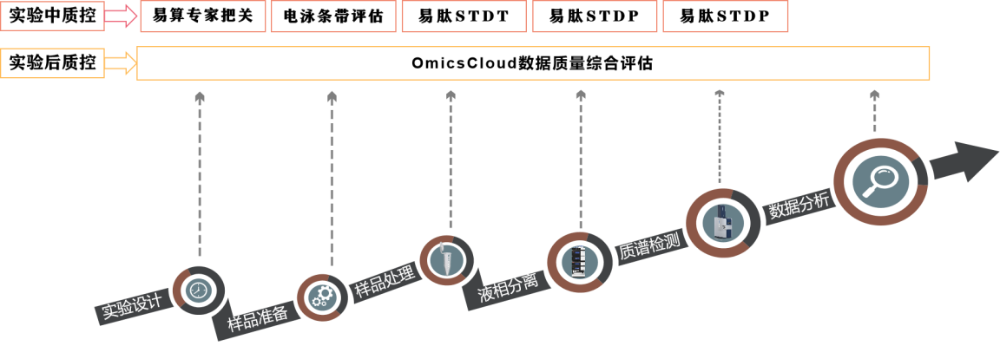 实验中质控
易算专家把关
电泳条带评估
易肽STDT
易肽STDP
易肽STDP
实验后质控
OmicsCloud数据质量综合评估
实验设计
样品准备
样品处理
液相分离
质谱检测
数据分析